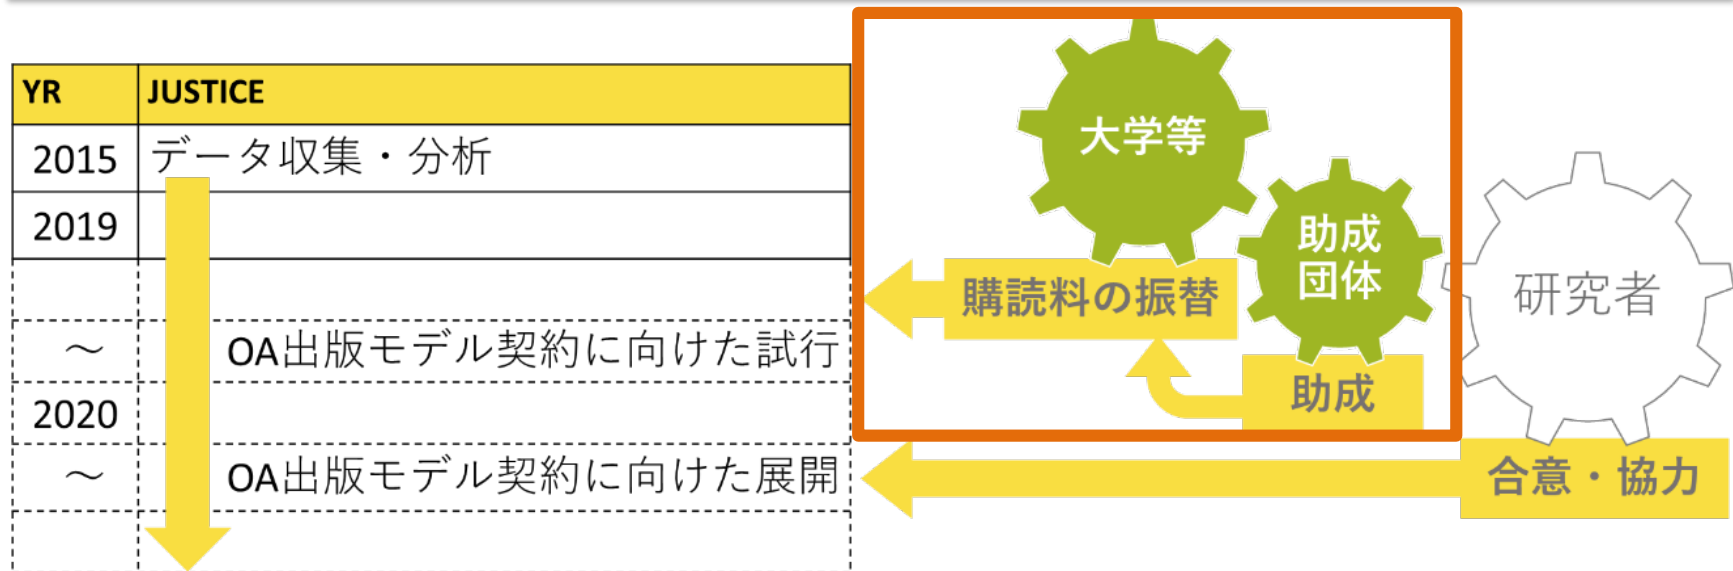 YR JUSTICE
2015 データ収集・分析
2019
～ OA出版モデル契約に向けた試行
2020
～ OA出版モデル契約に向けた展開
大学等
助成
団体
研究者
購読料の振替
助成
合意・協力